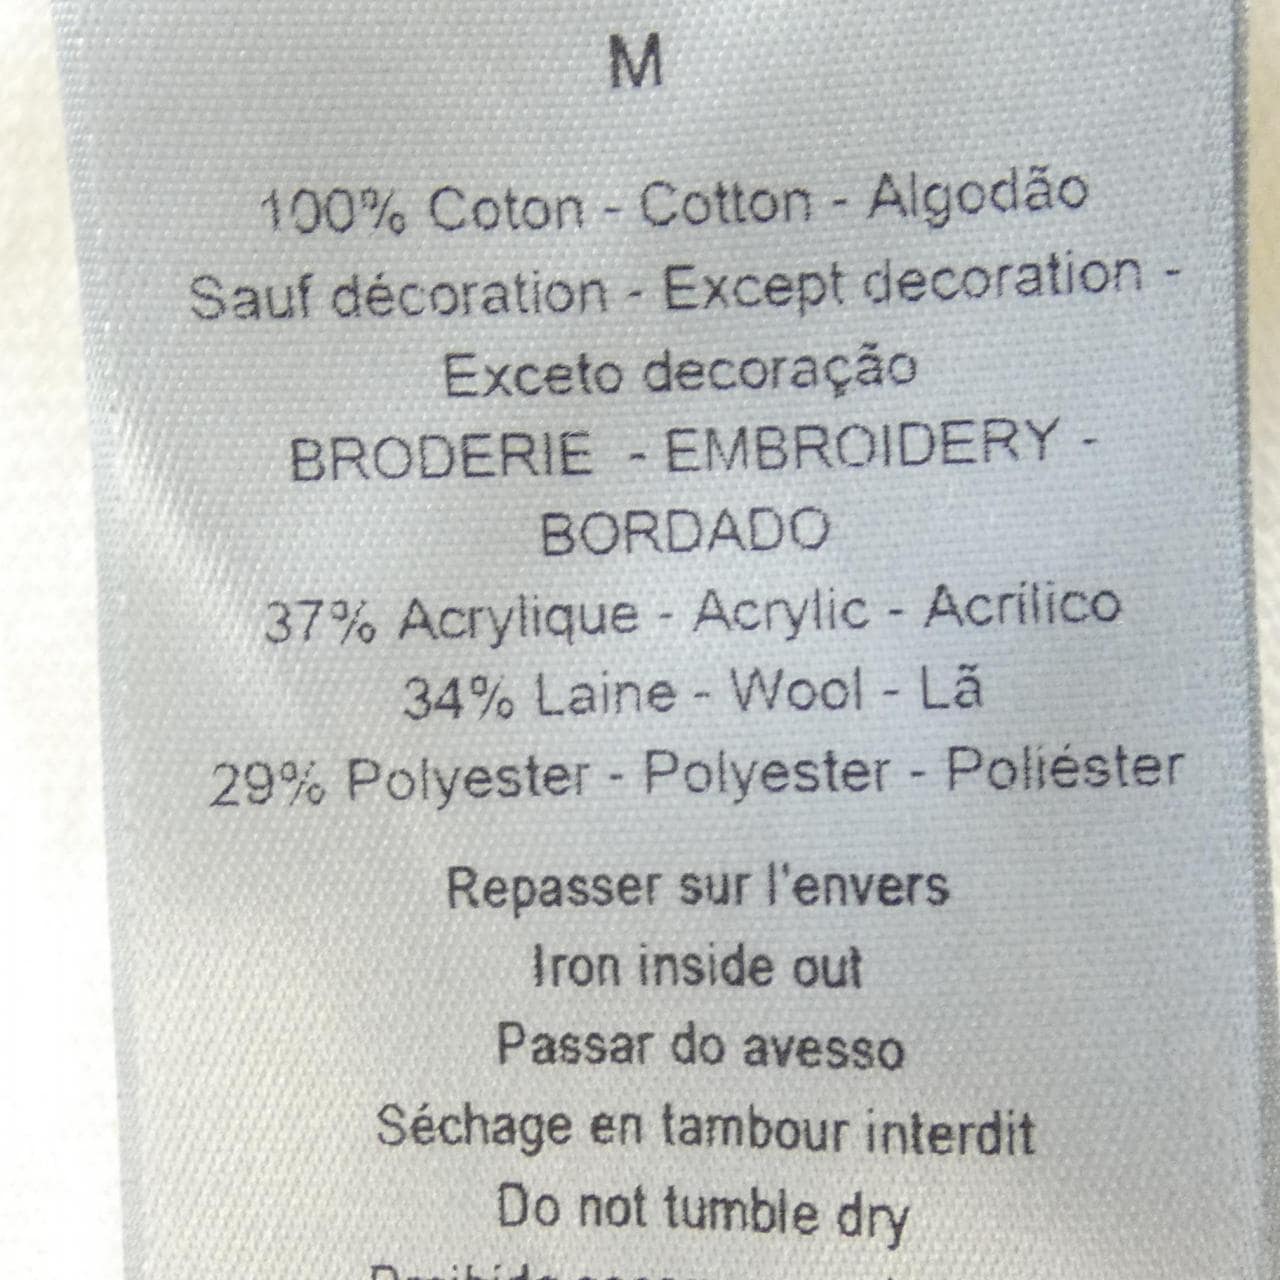 M
100% Coton - Cotton - Algodão
Sauf décoration - Except decoration -
Exceto decoração
BRODERIE - EMBROIDERY -
BORDADO
37% Acrylique - Acrylic - Acrílico
34% Laine - Wool - Lã
29% Polyester - Polyester - Poliéster
Repasser sur l'envers
Iron inside out
Passar do avesso
Séchage en tambour interdit
Do not tumble dry